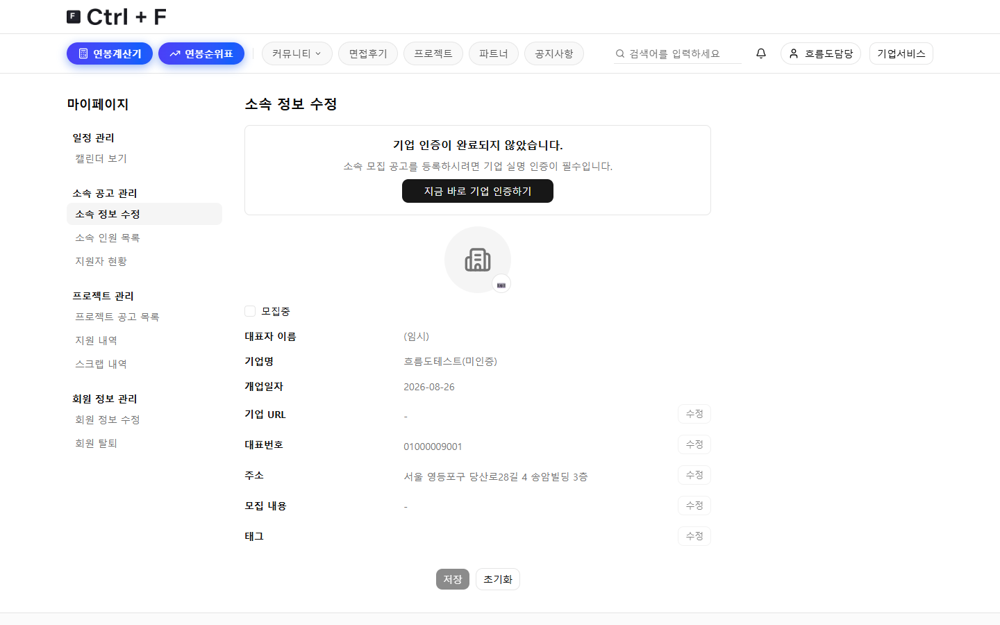 F Ctrl + F
연봉계산기 연봉순위표 커뮤니티 면접후기 프로젝트 파트너 공지사항 검색어를 입력하세요 흐름도담당 기업서비스
마이페이지
일정 관리
캘린더 보기
소속 공고 관리
소속 정보 수정
소속 인원 목록
지원자 현황
프로젝트 관리
프로젝트 공고 목록
지원 내역
스크랩 내역
회원 정보 관리
회원 정보 수정
회원 탈퇴
소속 정보 수정
기업 인증이 완료되지 않았습니다.
소속 모집 공고를 등록하시려면 기업 실명 인증이 필수입니다.
지금 바로 기업 인증하기
모집중
대표자 이름 (임시)
기업명 흐름도테스트(미인증)
개업일자 2026-08-26
기업 URL - 수정
대표번호 01000009001 수정
주소 서울 영등포구 당산로28길 4 송암빌딩 3층 수정
모집 내용 - 수정
태그 수정
저장 초기화